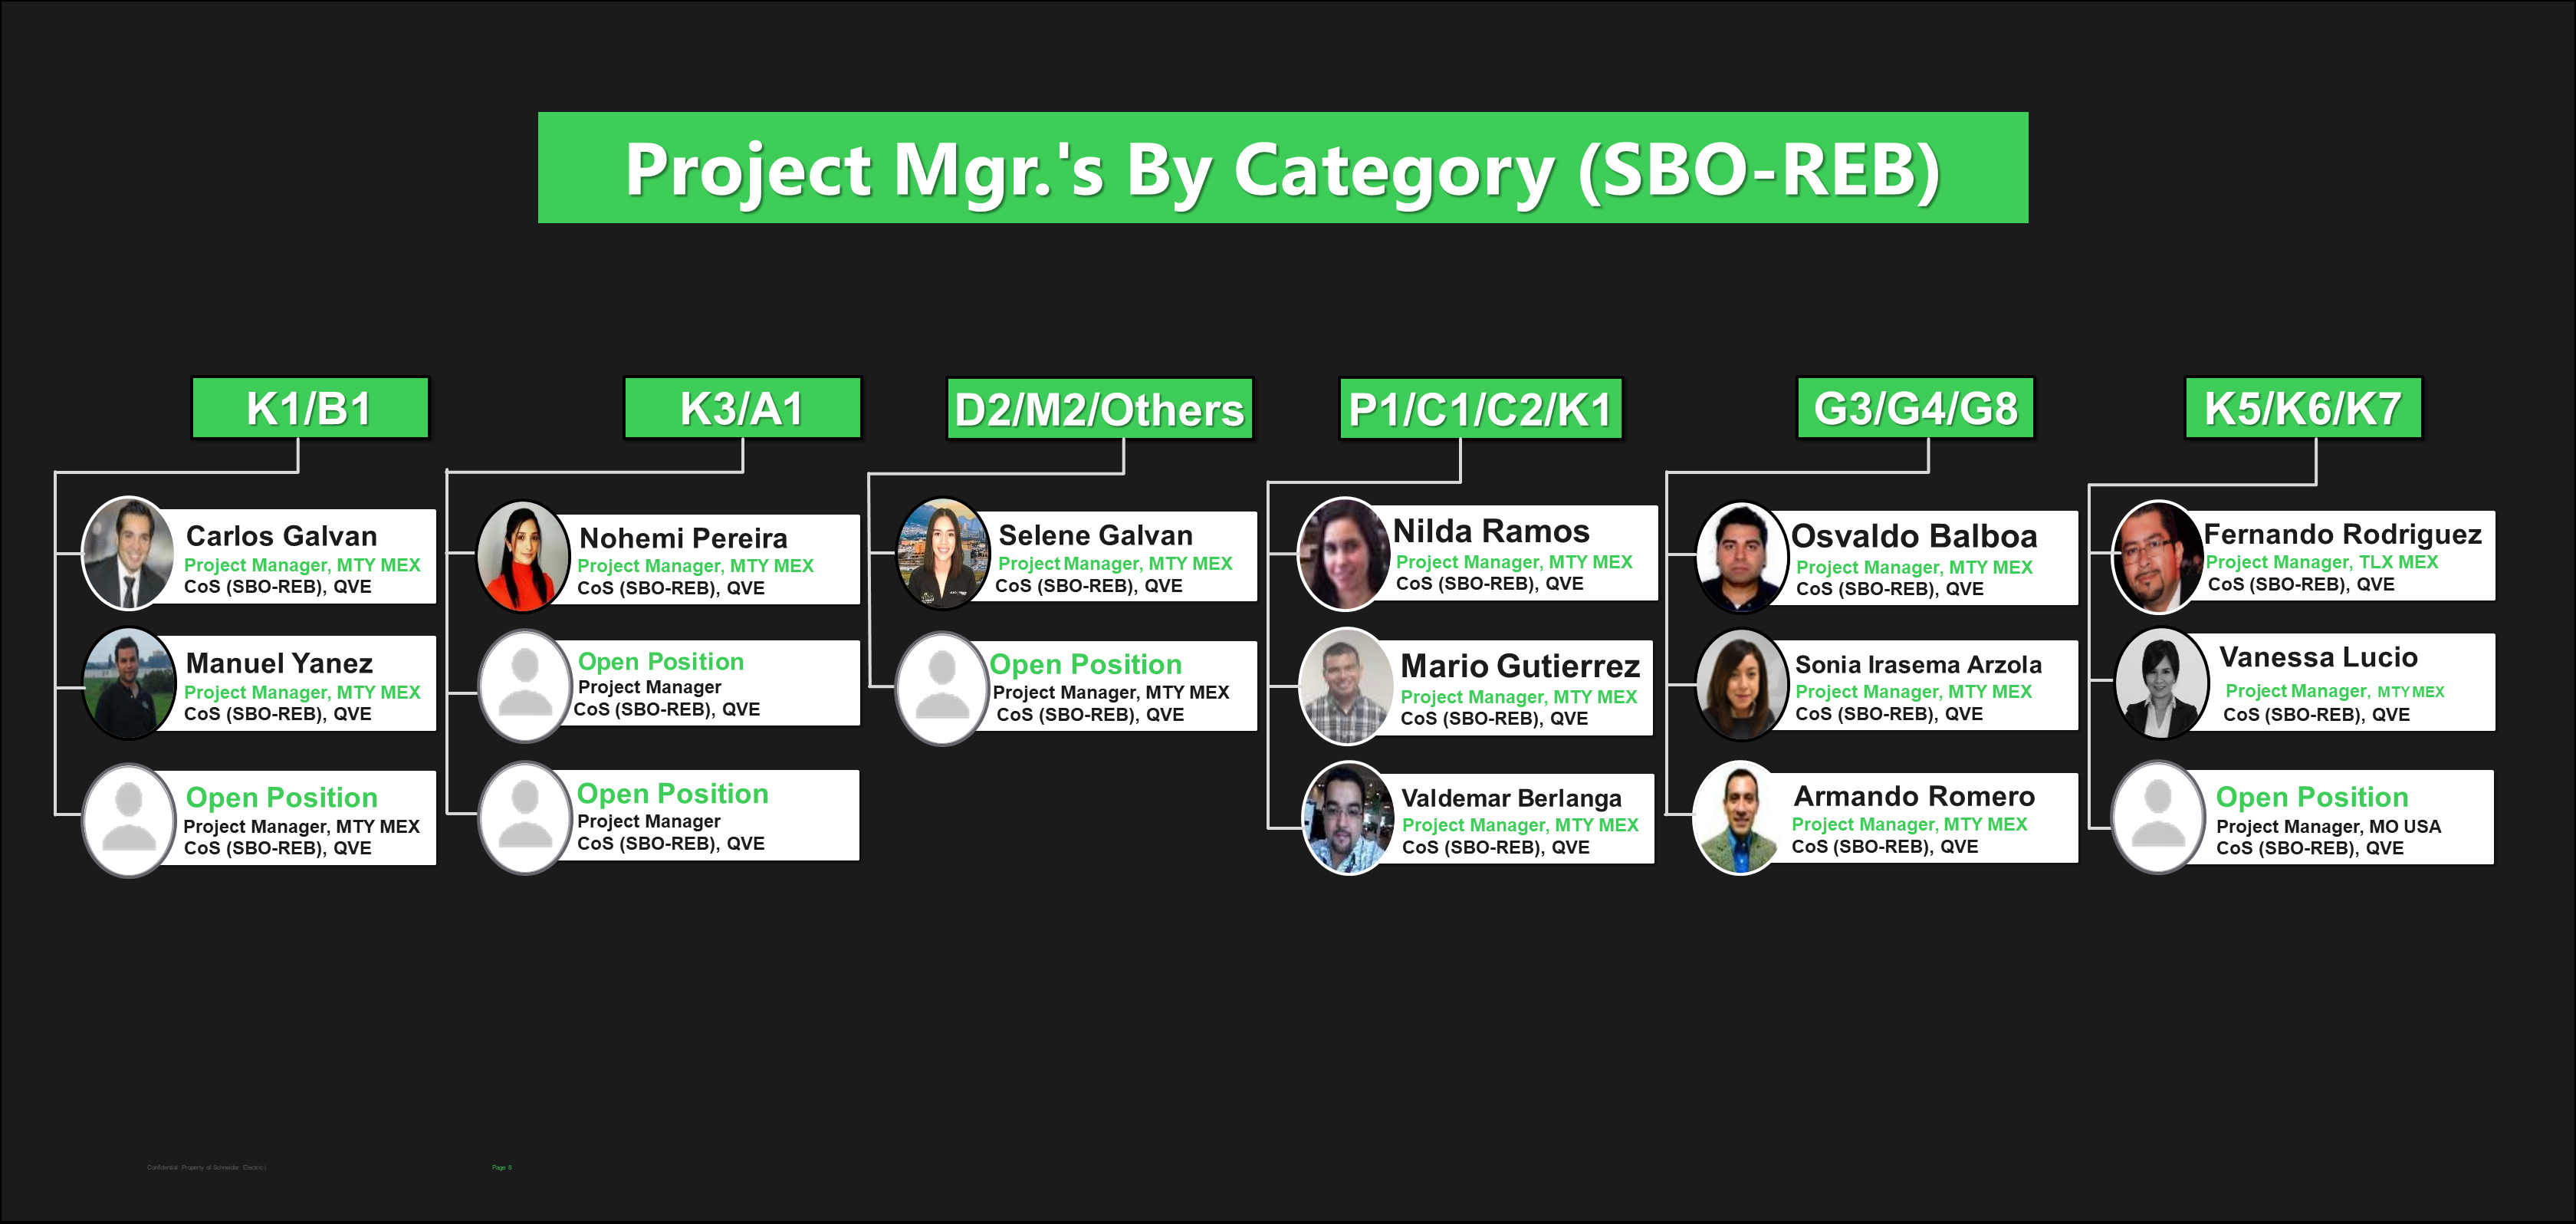 Project Mgr.'s By Category (SBO-REB)
K1/B1
Carlos Galvan
Project Manager, MTY MEX
CoS (SBO-REB), QVE
Manuel Yanez
Project Manager, MTY MEX
CoS (SBO-REB), QVE
Open Position
Project Manager, MTY MEX
CoS (SBO-REB), QVE
K3/A1
Nohemi Pereira
Project Manager, MTY MEX
CoS (SBO-REB), QVE
Open Position
Project Manager
CoS (SBO-REB), QVE
Open Position
Project Manager
CoS (SBO-REB), QVE
D2/M2/Others
Selene Galvan
Project Manager, MTY MEX
CoS (SBO-REB), QVE
Open Position
Project Manager, MTY MEX
CoS (SBO-REB), QVE
P1/C1/C2/K1
Nilda Ramos
Project Manager, MTY MEX
CoS (SBO-REB), QVE
Mario Gutierrez
Project Manager, MTY MEX
CoS (SBO-REB), QVE
Valdemar Berlanga
Project Manager, MTY MEX
CoS (SBO-REB), QVE
G3/G4/G8
Osvaldo Balboa
Project Manager, MTY MEX
CoS (SBO-REB), QVE
Sonia Irasema Arzola
Project Manager, MTY MEX
CoS (SBO-REB), QVE
Armando Romero
Project Manager, MTY MEX
CoS (SBO-REB), QVE
K5/K6/K7
Fernando Rodriguez
Project Manager, TLX MEX
CoS (SBO-REB), QVE
Vanessa Lucio
Project Manager, MTY MEX
CoS (SBO-REB), QVE
Open Position
Project Manager, MO USA
CoS (SBO-REB), QVE
Confidential Property of Schneider Electric |
Page 8